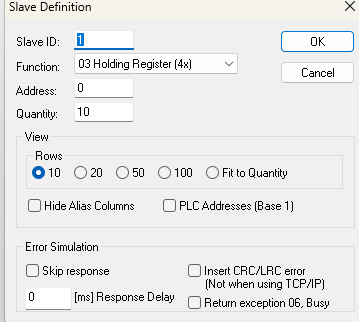 Slave Definition
Slave ID: 1
OK
Function: 03 Holding Register (4x)
Cancel
Address: 0
Quantity: 10
View
Rows
10 20 50 100 Fit to Quantity
Hide Alias Columns PLC Addresses (Base 1)
Error Simulation
Skip response
Insert CRC/LRC error
(Not when using TCP/IP)
0 [ms] Response Delay
Return exception 06, Busy